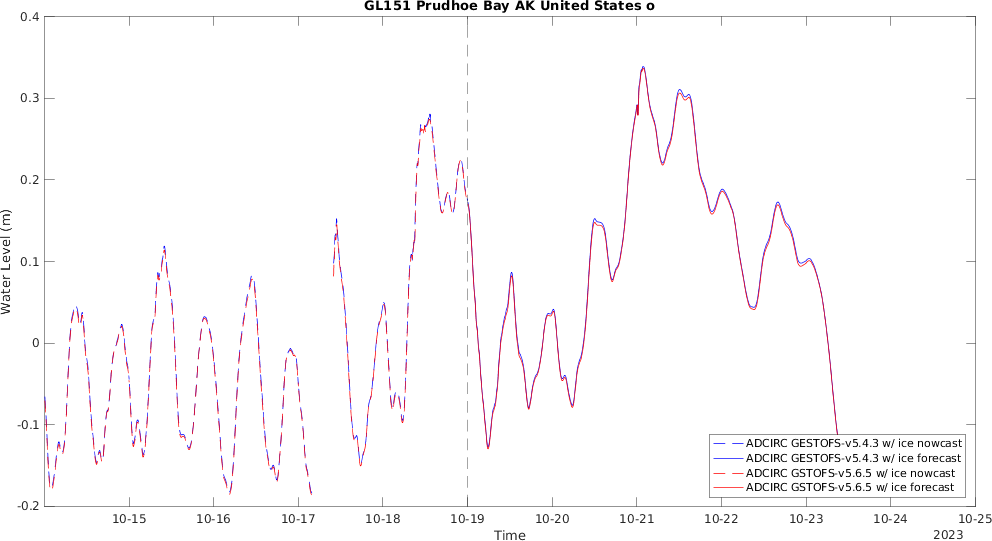 GL151 Prudhoe Bay AK United States o
0.4
0.3
0.2
0.1
0
-0.1
-0.2
Water Level (m)
10-15
10-16
10-17
10-18
10-19
10-20
10-21
10-22
10-23
10-24
10-25
Time
2023
ADCIRC GESTOFS-v5.4.3 w/ ice nowcast
ADCIRC GESTOFS-v5.4.3 w/ ice forecast
ADCIRC GSTOFS-v5.6.5 w/ ice nowcast
ADCIRC GSTOFS-v5.6.5 w/ ice forecast